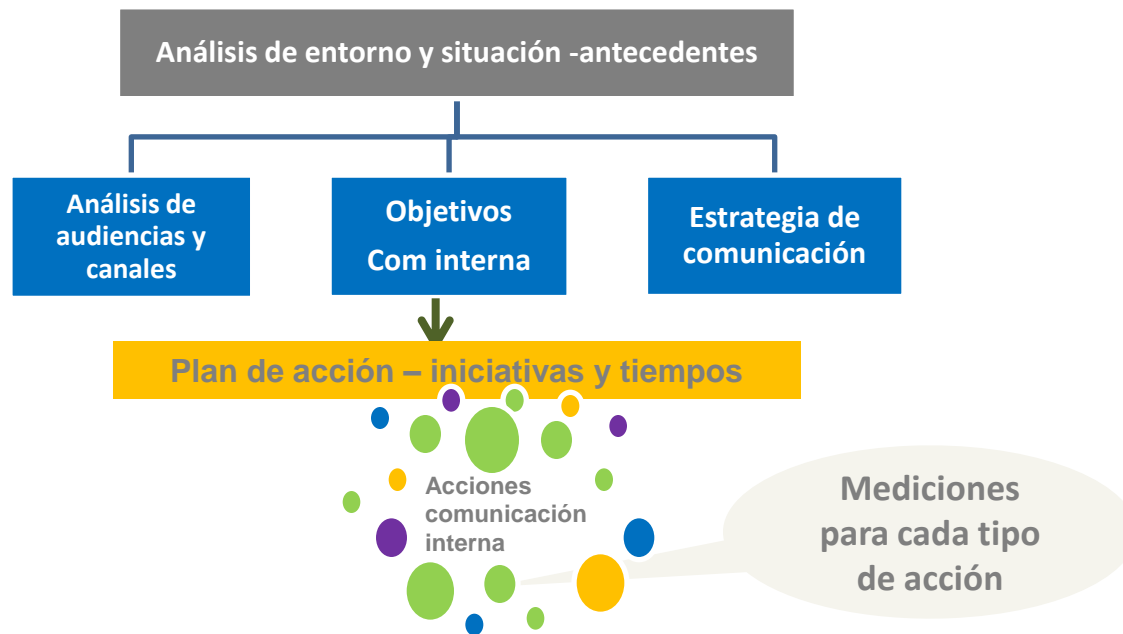 Análisis de entorno y situación -antecedentes
Análisis de
audiencias y
canales
Objetivos
Com interna
Estrategia de
comunicación
Plan de acción – iniciativas y tiempos
Acciones
comunicación
interna
Mediciones
para cada tipo
de acción